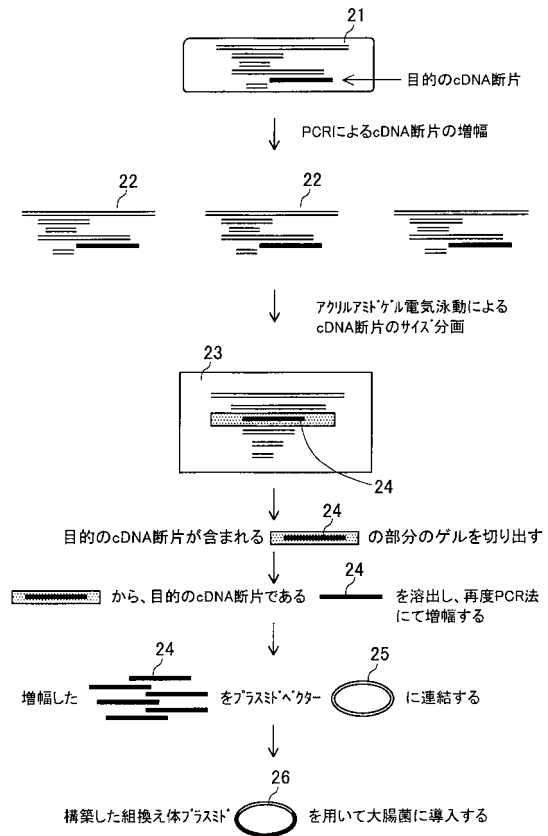 21
目的のcDNA断片
PCRによるcDNA断片の増幅
22
22
アクリルアミドゲル電気泳動による
cDNA断片のサイズ分画
23
24
24
目的のcDNA断片が含まれる の部分のゲルを切り出す
24
から、目的のcDNA断片である を溶出し、再度PCR法
にて増幅する
24
25
増幅した をプラスミドベクター に連結する
26
構築した組換え体プラスミド を用いて大腸菌に導入する